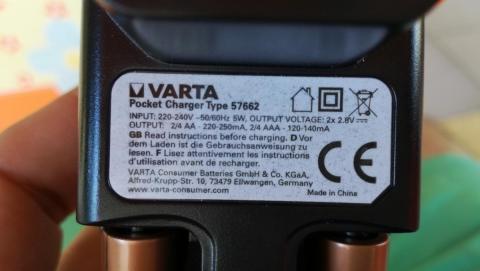 VARTA
Pocket Charger Type 57662
INPUT: 220-240V ~50/60Hz 5W, OUTPUT VOLTAGE: 2x 2.8V
OUTPUT: 2/4 AA - 220-250mA, 2/4 AAA - 120-140mA
GB Read instructions before charging. D Vor
dem Laden ist die Gebrauchsanweisung zu
lesen. F Lisez attentivement les instructions
d'utilisation avant de recharger.
VARTA Consumer Batteries GmbH & Co. KGaA,
Alfred-Krupp-Str. 10, 73479 Ellwangen, Germany
www.varta-consumer.com
CE
Made in China